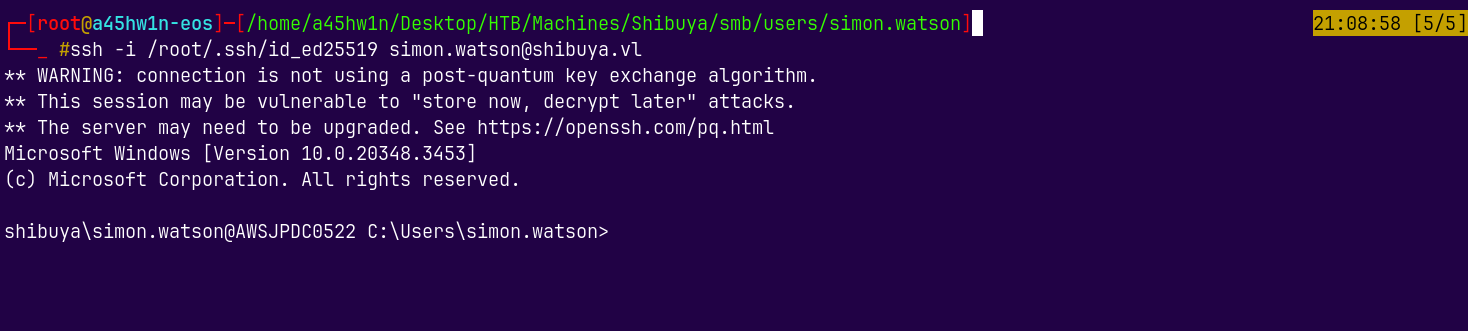 ┌─[root@a45hw1n-eos]─[/home/a45hw1n/Desktop/HTB/Machines/Shibuya/smb/users/simon.watson] 21:08:58 [5/5]
└──_ #ssh -i /root/.ssh/id_ed25519 simon.watson@shibuya.vl
** WARNING: connection is not using a post-quantum key exchange algorithm.
** This session may be vulnerable to "store now, decrypt later" attacks.
** The server may need to be upgraded. See https://openssh.com/pq.html
Microsoft Windows [Version 10.0.20348.3453]
(c) Microsoft Corporation. All rights reserved.
shibuya\simon.watson@AWSJPDC0522 C:\Users\simon.watson>